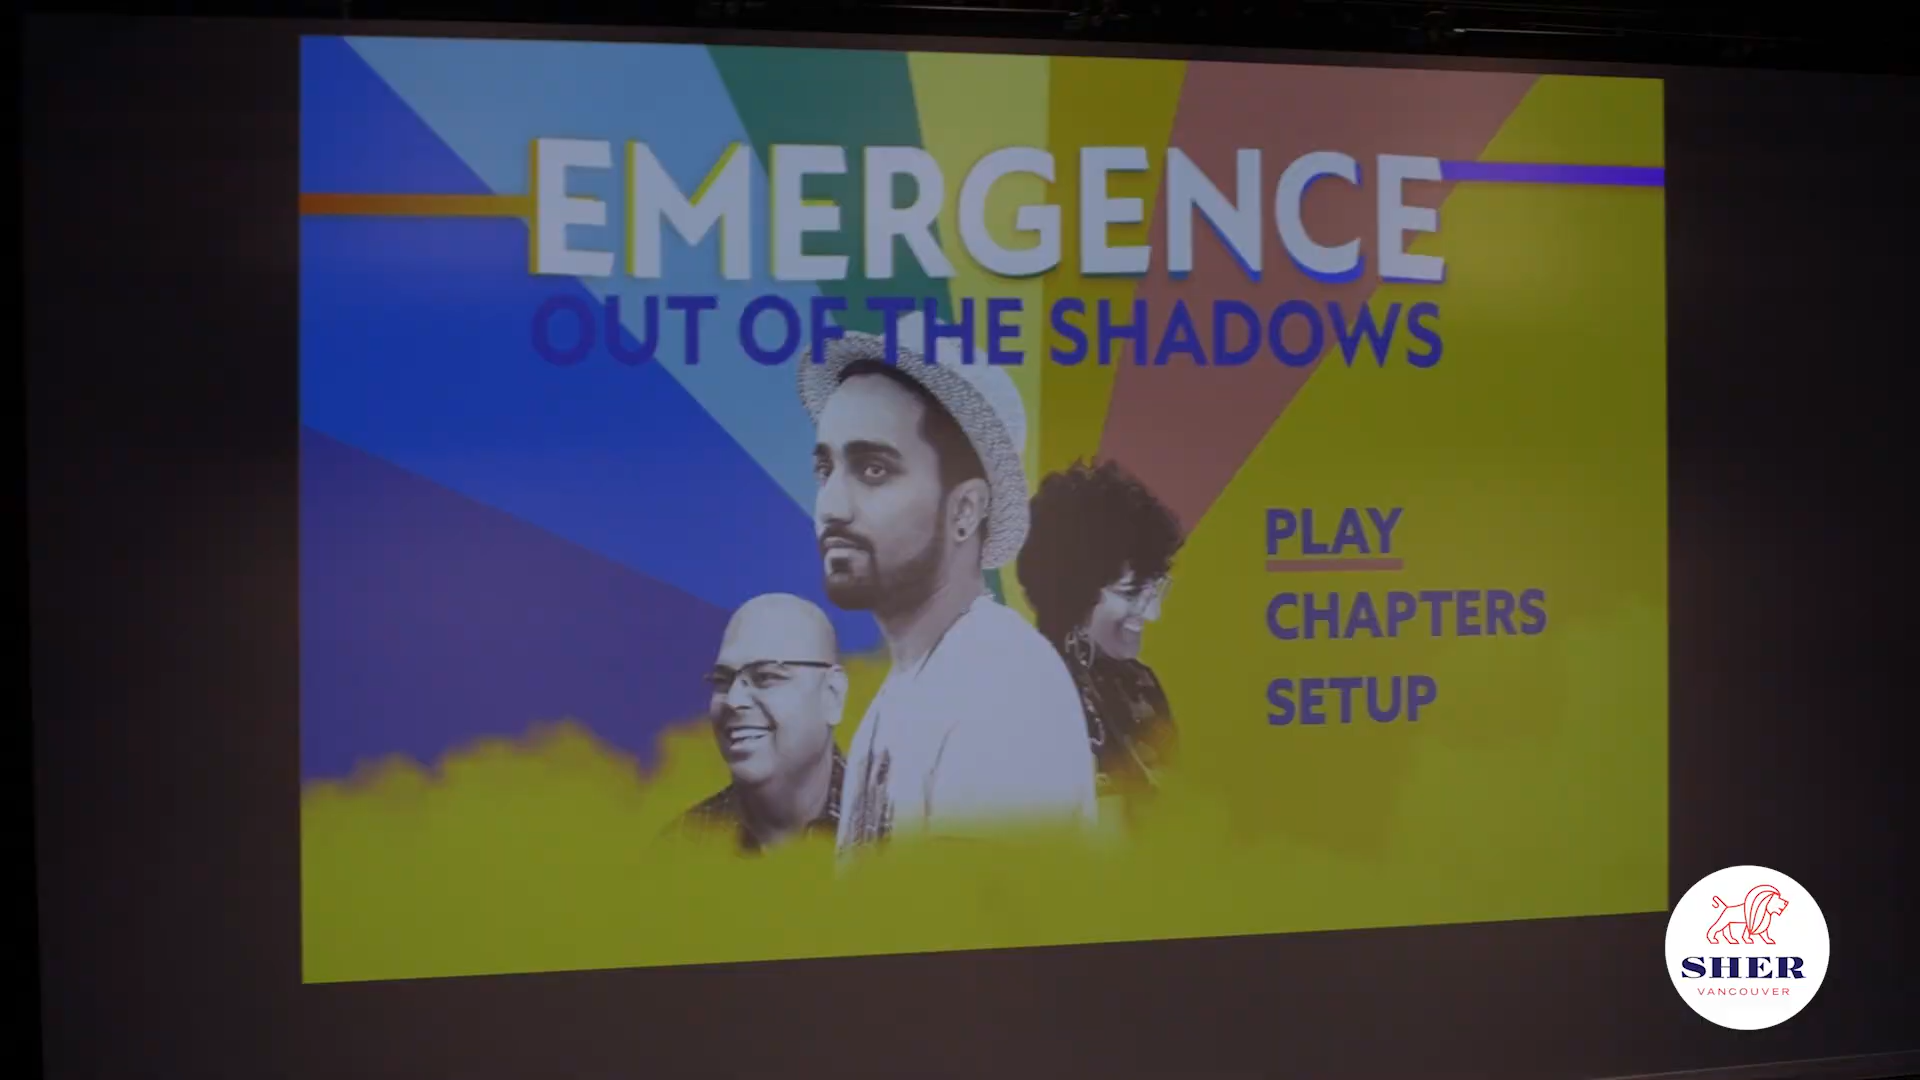 EMERGENCE
OUT OF THE SHADOWS
PLAY
CHAPTERS
SETUP
SHER
VANCOUVER